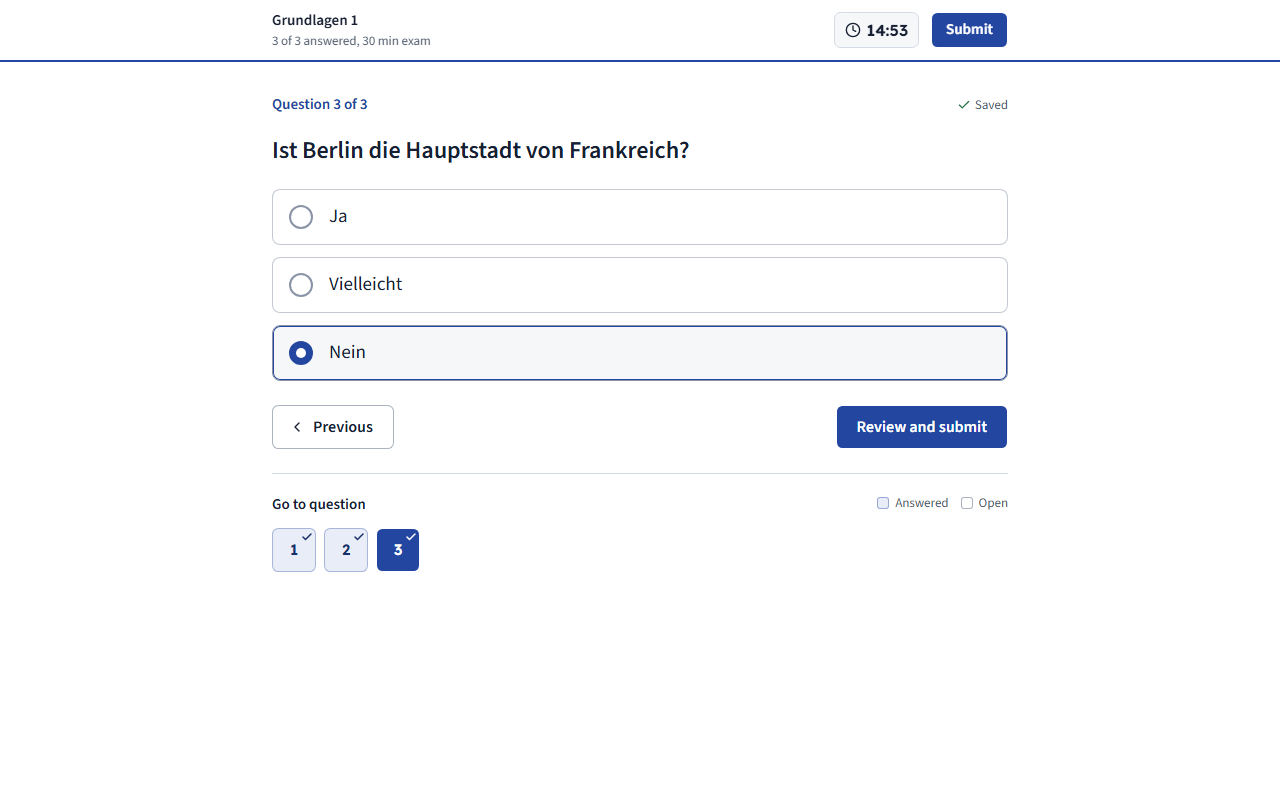 Grundlagen 1
3 of 3 answered, 30 min exam
14:53
Submit
Question 3 of 3
Saved
Ist Berlin die Hauptstadt von Frankreich?
Ja
Vielleicht
Nein
Previous
Review and submit
Go to question
Answered
Open
1
2
3